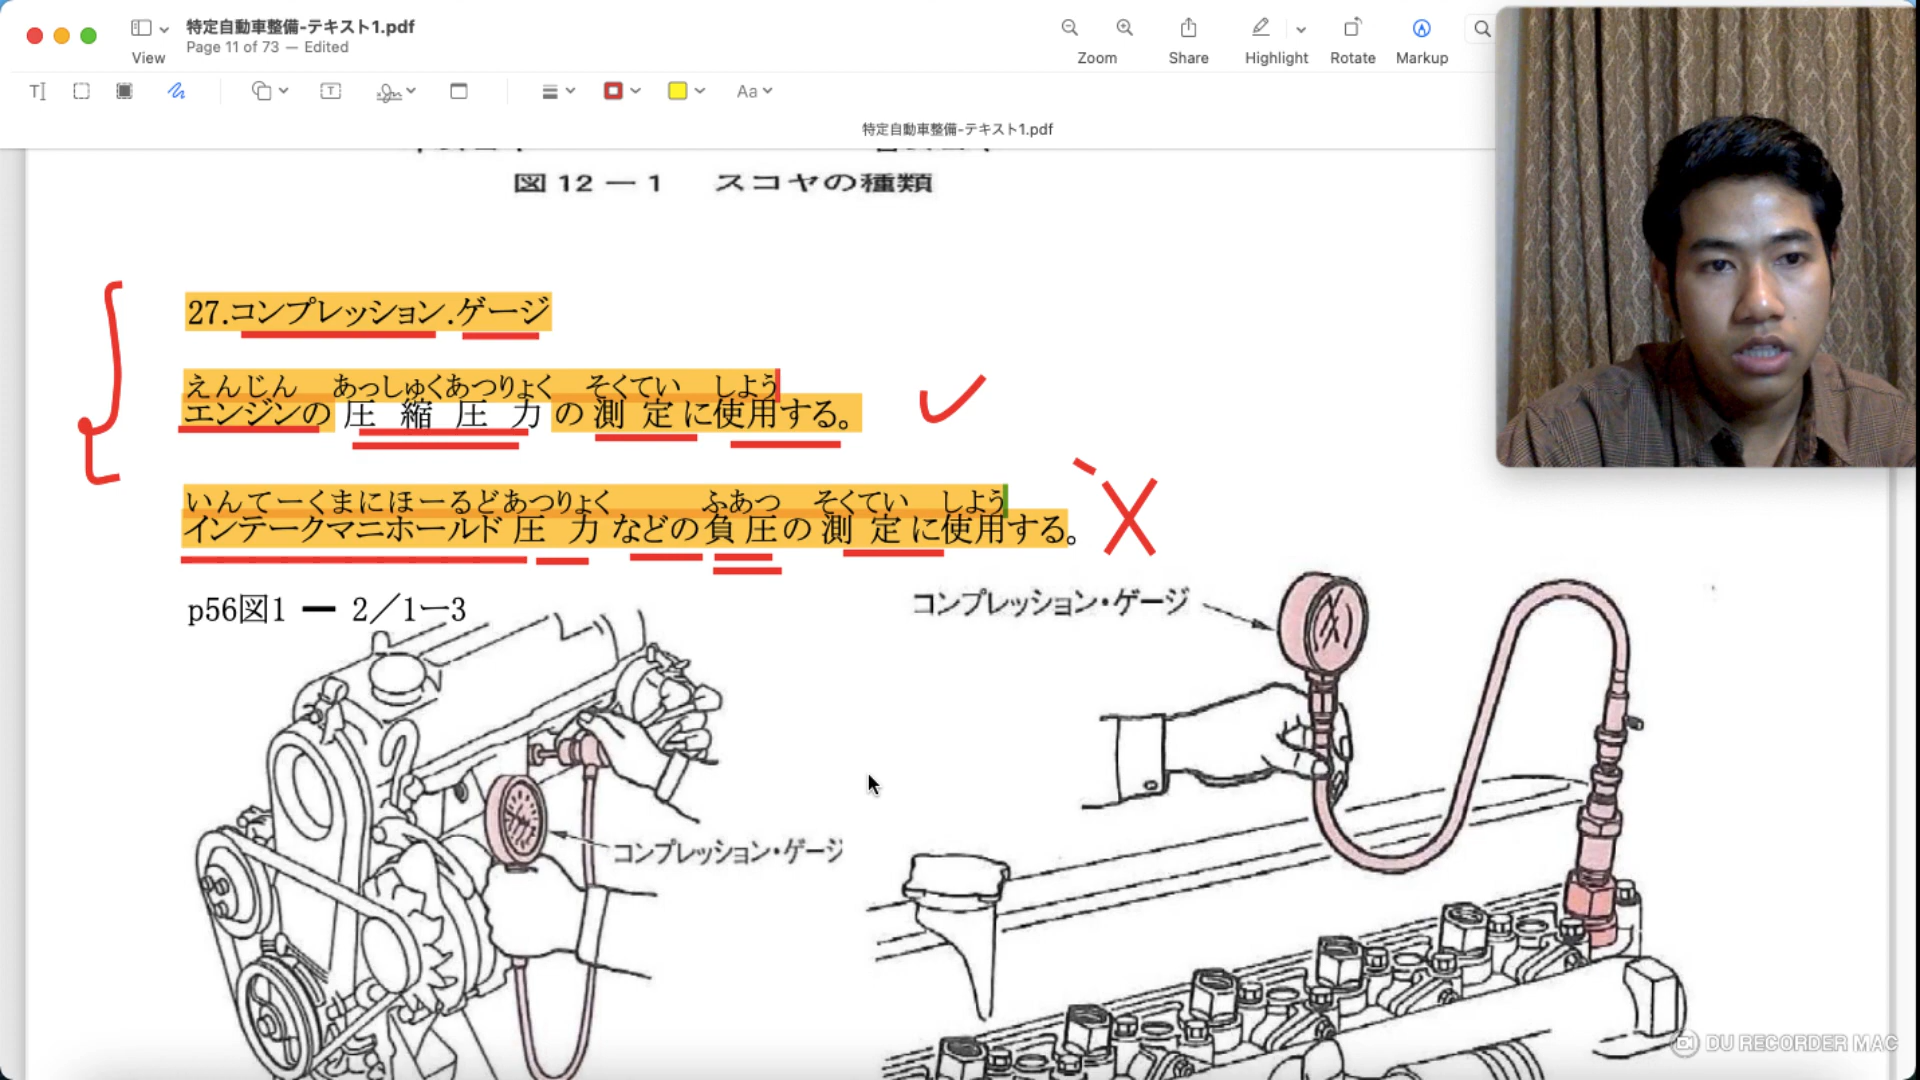 特定自動車整備-テキスト1.pdf
Page 11 of 73 — Edited
View
Zoom
Share
Highlight
Rotate
Markup
Aa
特定自動車整備-テキスト1.pdf
図12－1 スコヤの種類
27.コンプレッション.ゲージ
えんじん あっしゅくあつりょく そくてい しよう
エンジンの 圧縮圧力 の 測定に使用する。
いんてーくまにほーるどあつりょく ふあつ そくてい しよう
インテークマニホールド 圧力 などの負圧の測定に使用する。
p56図1 ー 2／1ー3
コンプレッション・ゲージ
コンプレッション・ゲージ
DU RECORDER MAC